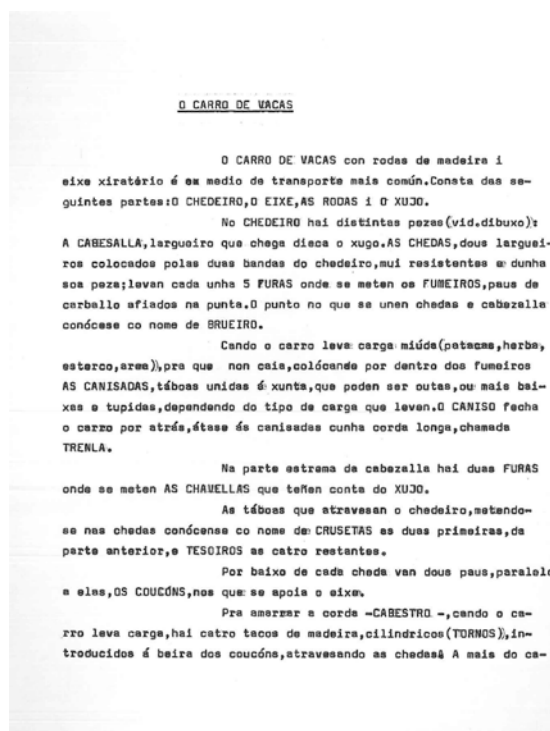 O CARRO DE VACAS
O CARRO DE VACAS con rodas de madeira i
eixe xiratério é ex medio de transporte mais común.Consta das se-
guintes partes:O CHEDEIRO,O EIXE,AS RODAS i O XUJO.
No CHEDEIRO hai distintas pezas(vid.dibuxo):
A CABESALLA,largueiro que chega dieca o xugo.AS CHEDAS,dous larguei-
ros colocados polas duas bandas do chedeiro,mui resistentes e dunha
soa peza;levan cada unha 5 FURAS onde se meten os FUMEIROS,paus de
carballo afiados na punta.O punto no que se unen chedas e cabezalla
conócese co nome de BRUEIRO.
Cando o carro leva carga miúda(patacas,herba,
esterco,area),pra que non caia,colócande por dentro dos fumeiros
AS CANISADAS,táboas unidas á xunta,que poden ser outas,ou mais bai-
xas e tupidas,dependendo do tipo de carga que leven.O CANISO fecha
o carro por atrás,átase ás canisadas cunha corda longa,chamada
TRENLA.
Na parte estrema da cabezalla hai duas FURAS
onde se meten AS CHAVELLAS que teñen conta do XUJO.
As táboas que atravesan o chedeiro,metendo-
se nas chedas conócense co nome de CRUSETAS as duas primeiras,da
parte anterior,e TESOIROS as catro restantes.
Por baixo de cada cheda van dous paus,paralelo
a elas,OS COUCÓNS,nos que se apoia o eixe.
Pra amarrar a corda -CABESTRO -,cando o ca-
rro leva carga,hai catro tacos de madeira,cilindricos(TORNOS),in-
troducidos á beira dos coucóns,atravesando as chedas& A mais do ca-